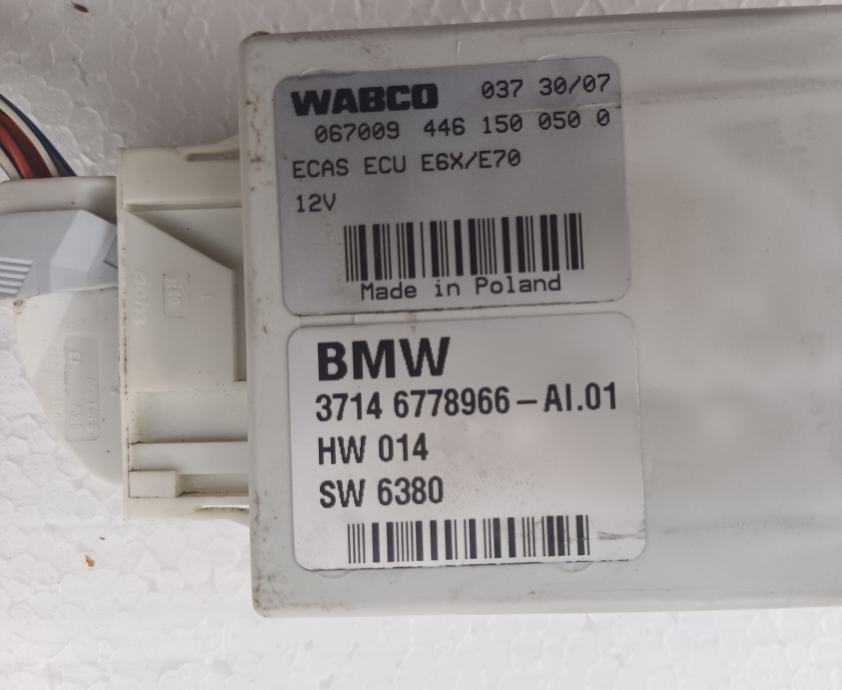 WABCO 037 30/07
067009 446 150 050 0
ECAS ECU E6X/E70
12V
Made in Poland
BMW
3714 6778966-AI.01
HW 014
SW 6380